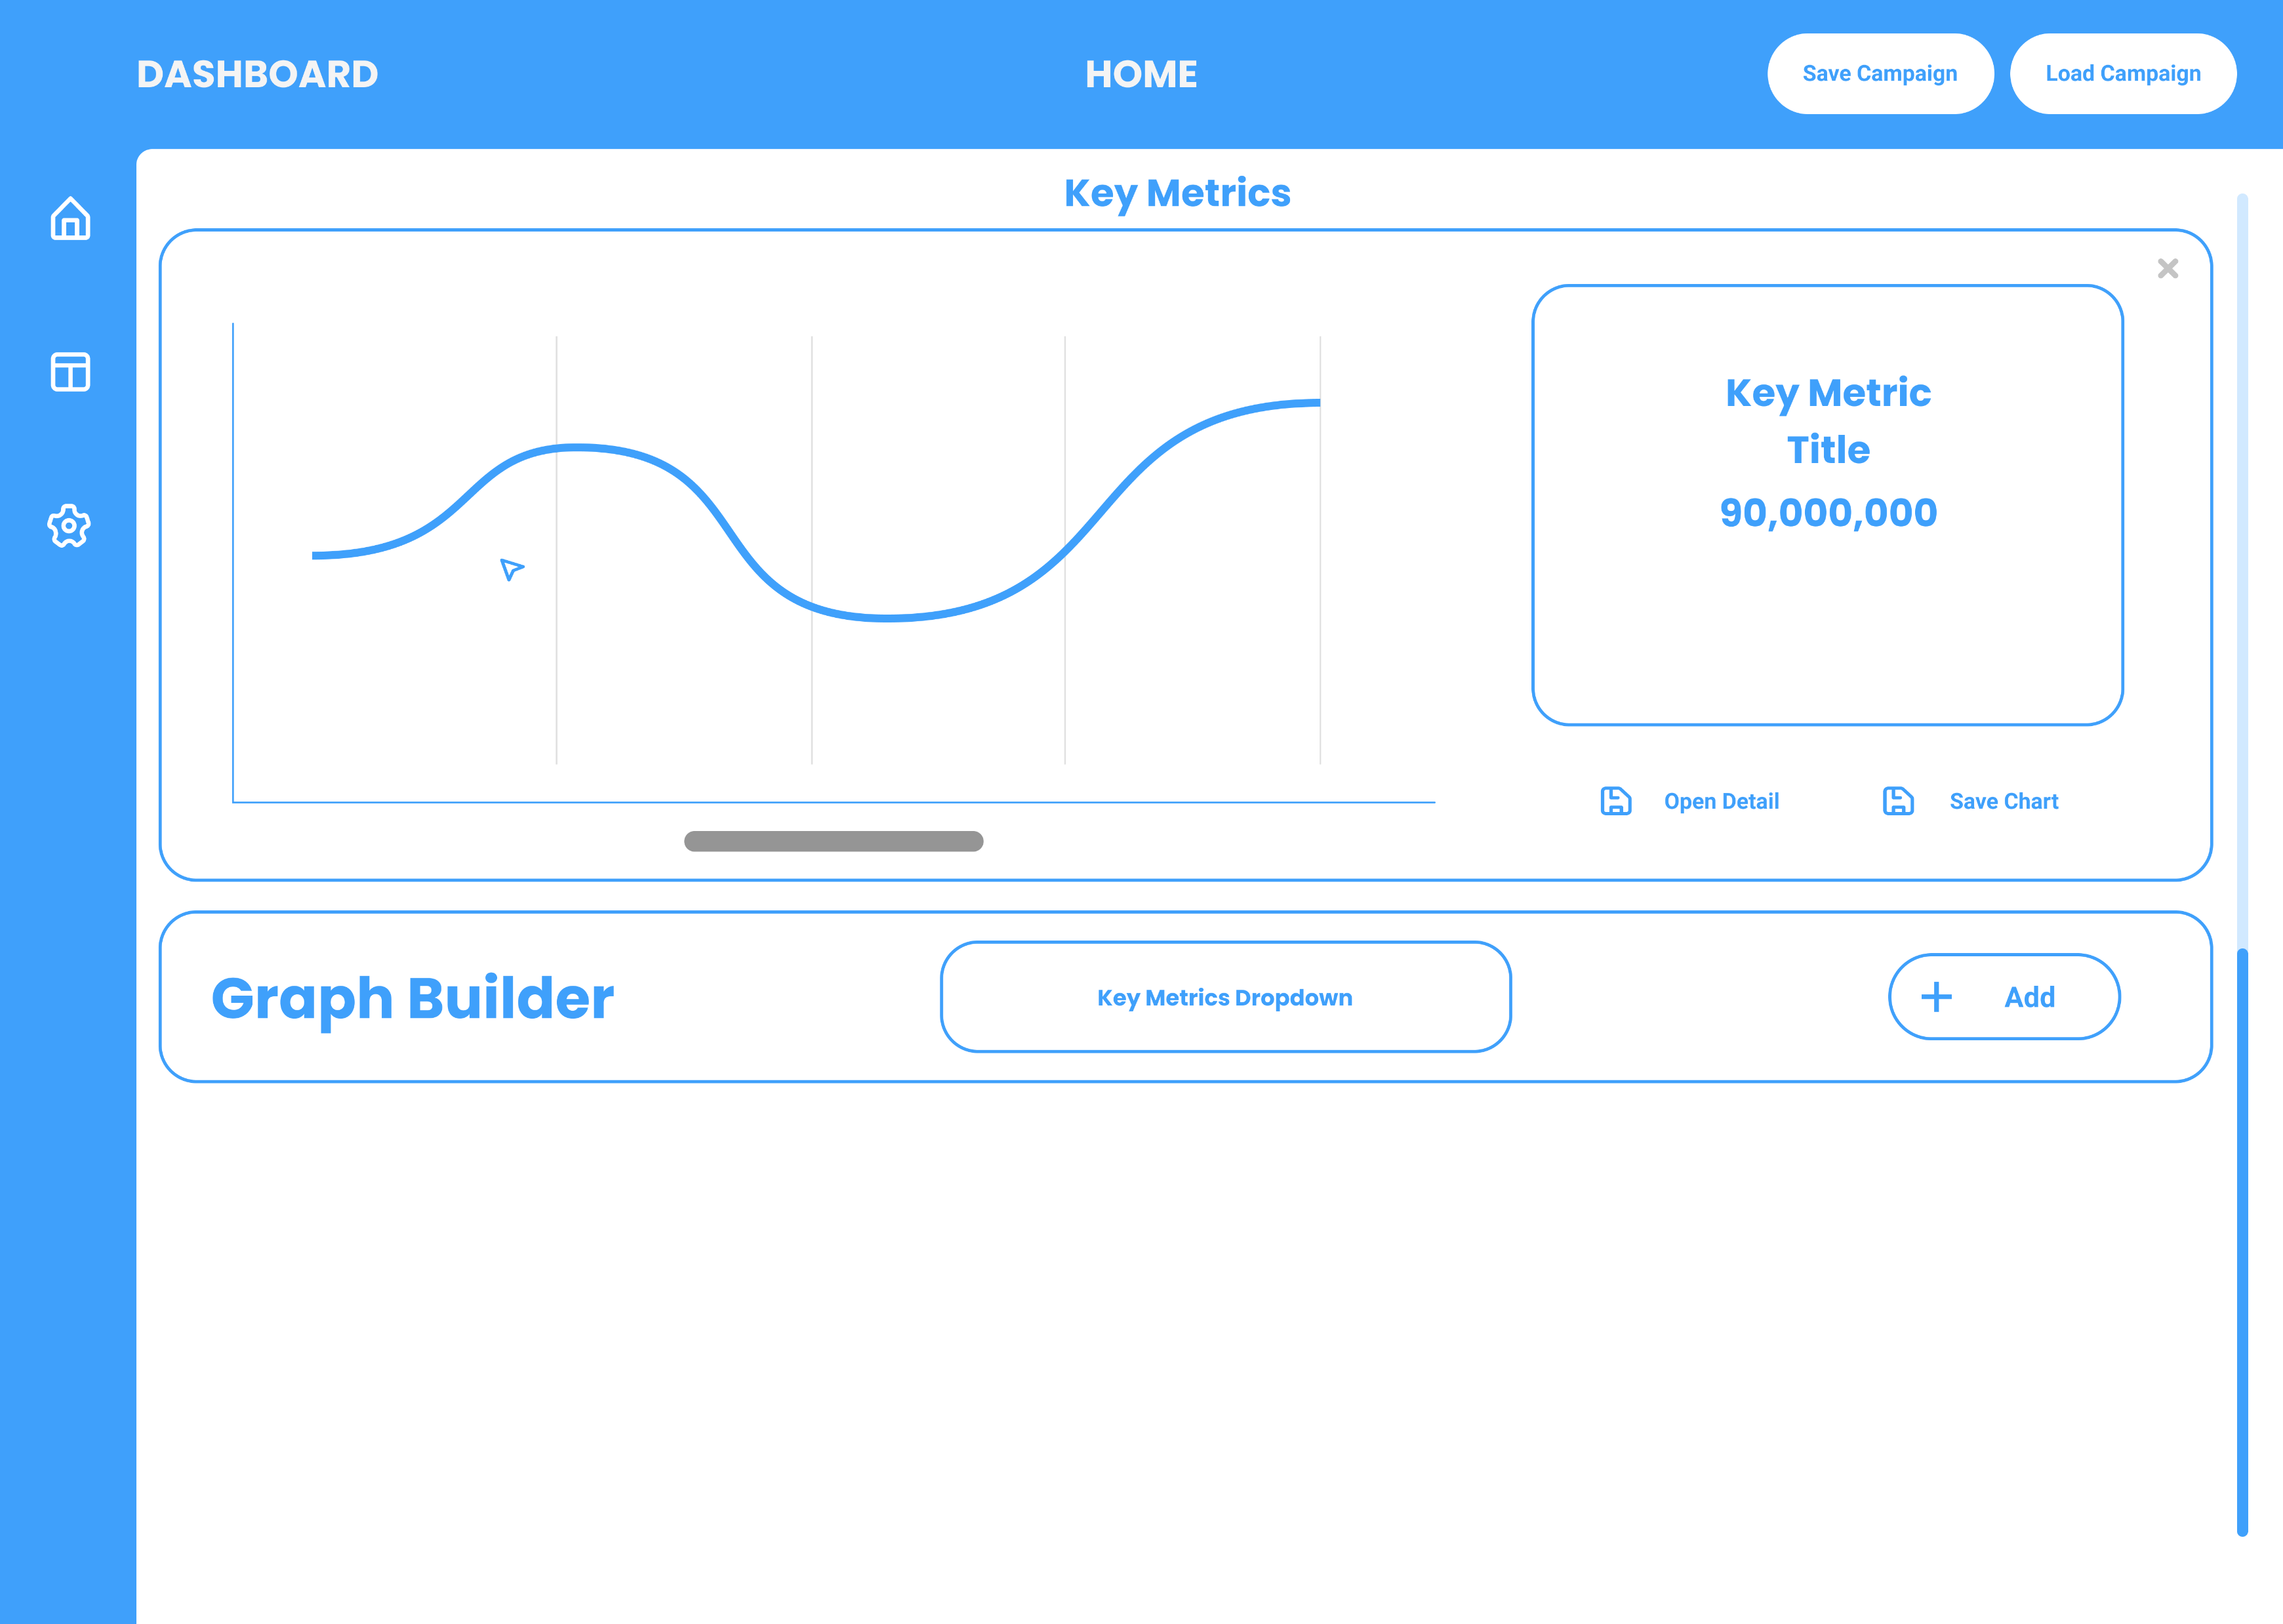 DASHBOARD
HOME
Save Campaign
Load Campaign
Key Metrics
Key Metric
Title
90,000,000
Open Detail
Save Chart
Graph Builder
Key Metrics Dropdown
Add